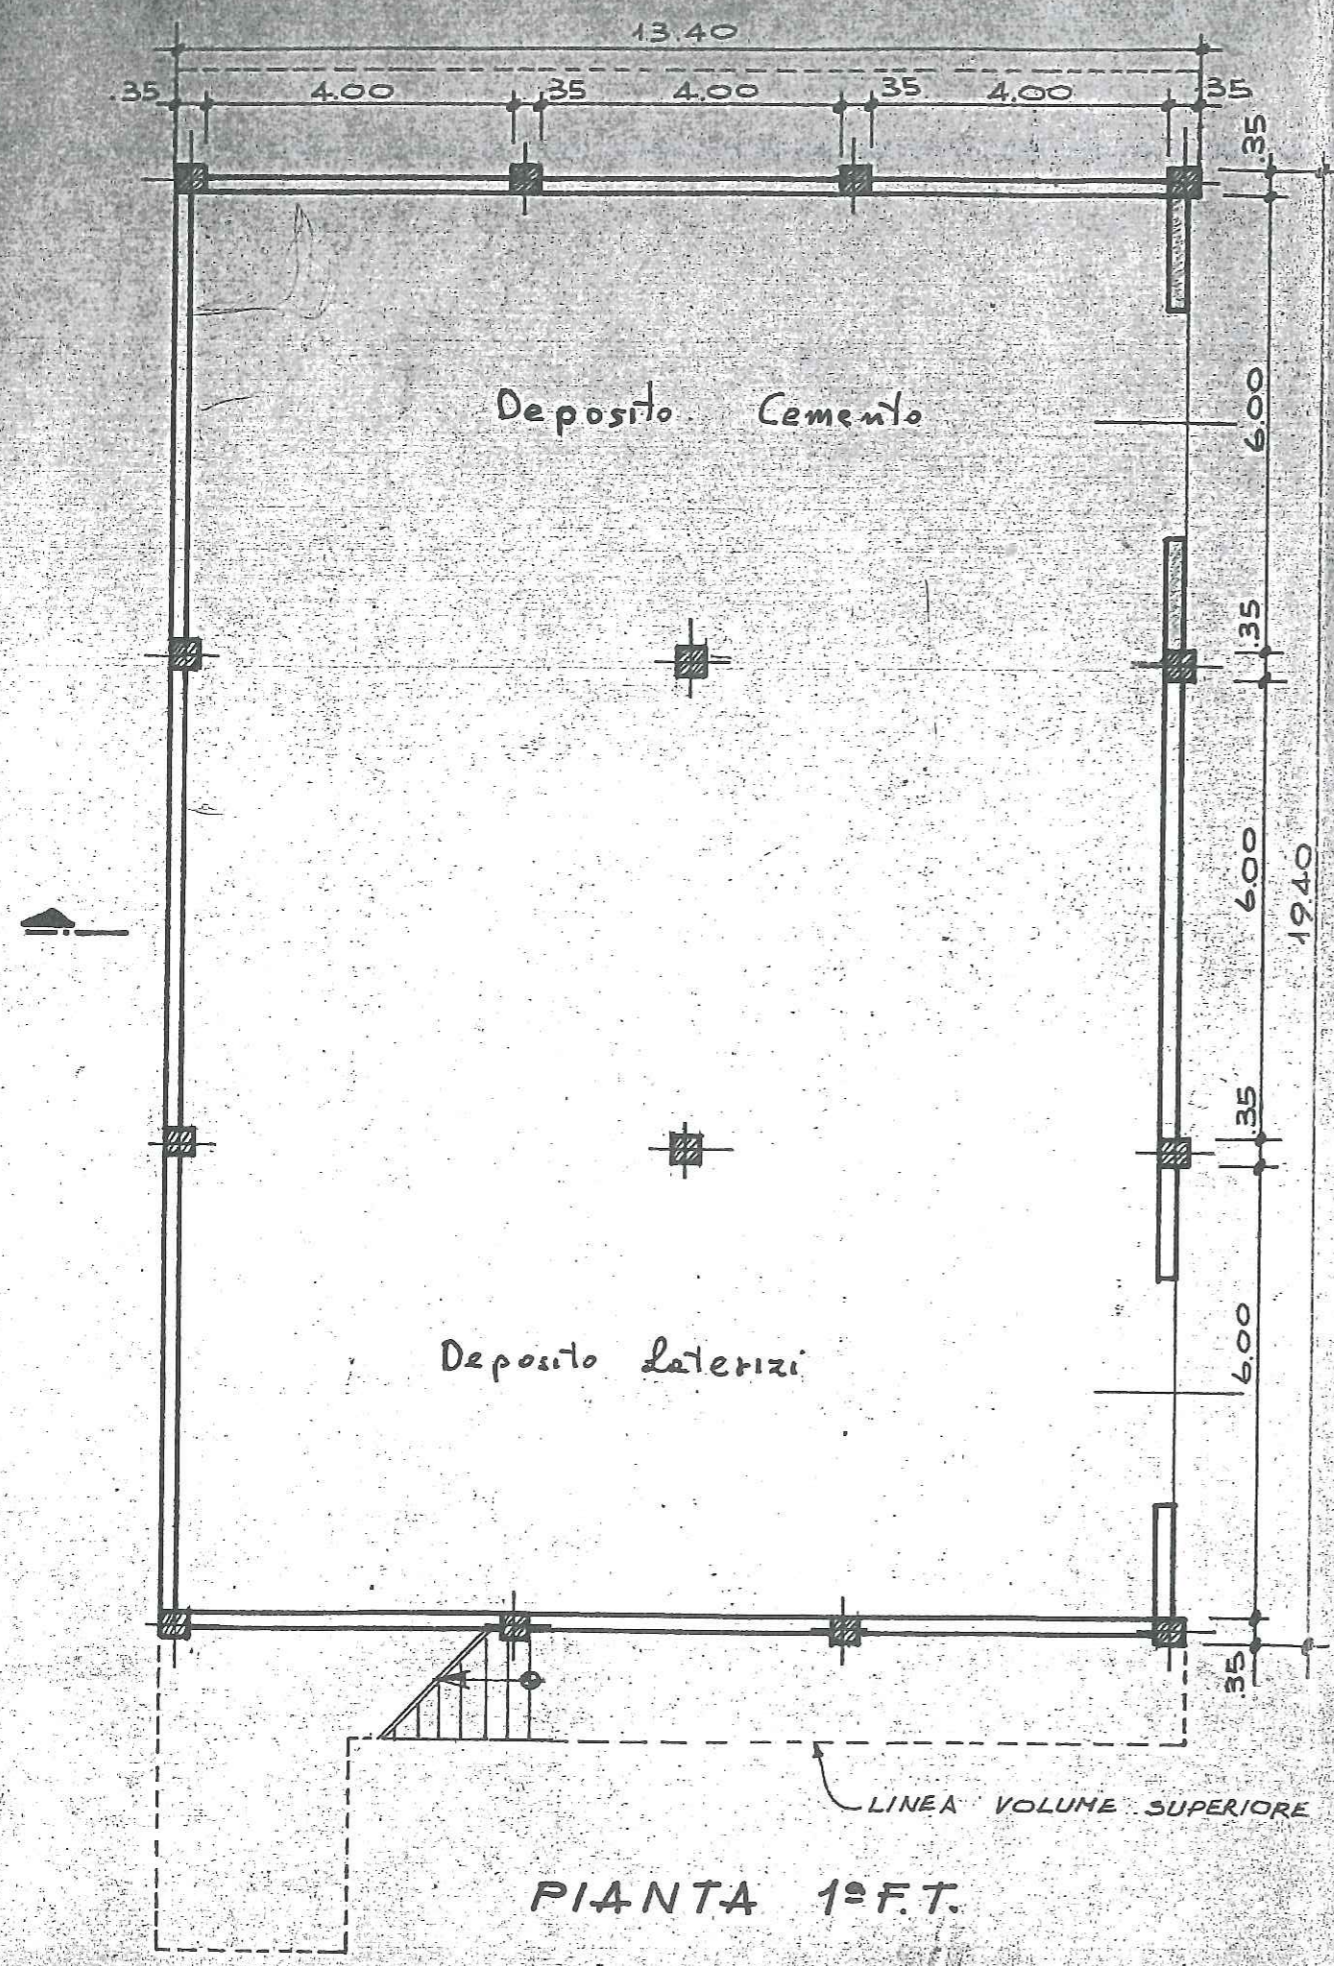 13.40
.35 4.00 .35 4.00 .35 4.00 .35
.35
Deposito Cemento
6.00
.35
6.00
19.40
.35
Deposito Laterizi
6.00
.35
LINEA VOLUME SUPERIORE
PIANTA 1º F.T.